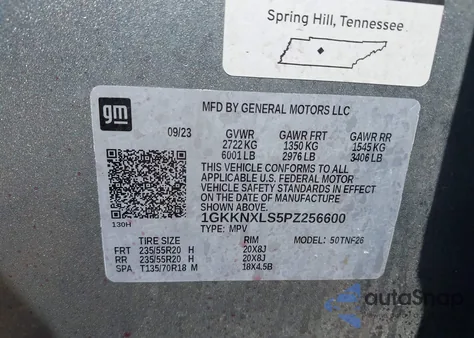 Spring Hill, Tennessee
gm
MFD BY GENERAL MOTORS LLC
09/23 GVWR GAWR FRT GAWR RR
2722 KG 1350 KG 1545 KG
6001 LB 2976 LB 3406 LB
THIS VEHICLE CONFORMS TO ALL
APPLICABLE U.S. FEDERAL MOTOR
VEHICLE SAFETY STANDARDS IN EFFECT
ON THE DATE OF MANUFACTURE
SHOWN ABOVE.
1GKKNXLS5PZ256600
130H TYPE: MPV MODEL: 50TNF26
TIRE SIZE RIM
FRT 235/55R20 H 20X8J
RR 235/55R20 H 20X8J
SPA T135/70R18 M 18X4.5B
autoSnap